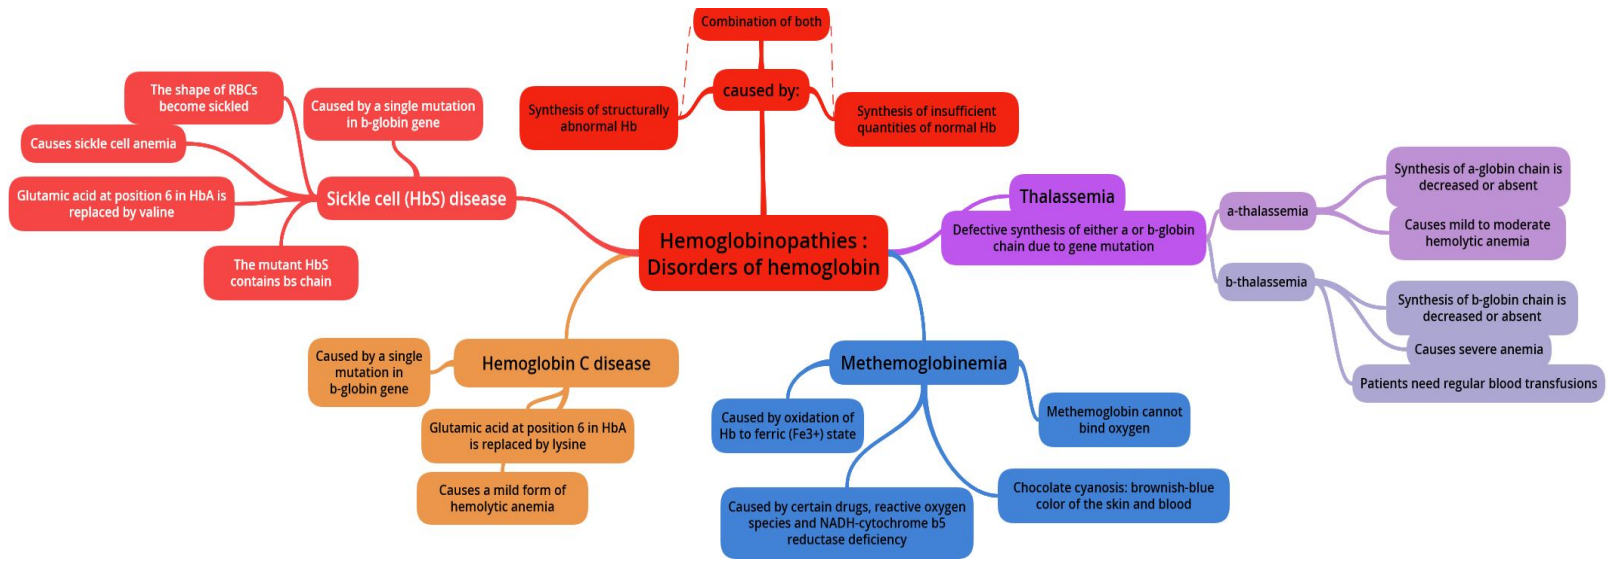 Combination of both
caused by:
Synthesis of structurally
abnormal Hb
Synthesis of insufficient
quantities of normal Hb
Hemoglobinopathies :
Disorders of hemoglobin
Sickle cell (HbS) disease
Caused by a single mutation
in b-globin gene
The shape of RBCs
become sickled
Causes sickle cell anemia
Glutamic acid at position 6 in HbA is
replaced by valine
The mutant HbS
contains bs chain
Thalassemia
Defective synthesis of either a or b-globin
chain due to gene mutation
a-thalassemia
Synthesis of a-globin chain is
decreased or absent
Causes mild to moderate
hemolytic anemia
b-thalassemia
Synthesis of b-globin chain is
decreased or absent
Causes severe anemia
Patients need regular blood transfusions
Hemoglobin C disease
Caused by a single
mutation in
b-globin gene
Glutamic acid at position 6 in HbA
is replaced by lysine
Causes a mild form of
hemolytic anemia
Methemoglobinemia
Caused by oxidation of
Hb to ferric (Fe3+) state
Caused by certain drugs, reactive oxygen
species and NADH-cytochrome b5
reductase deficiency
Chocolate cyanosis: brownish-blue
color of the skin and blood
Methemoglobin cannot
bind oxygen